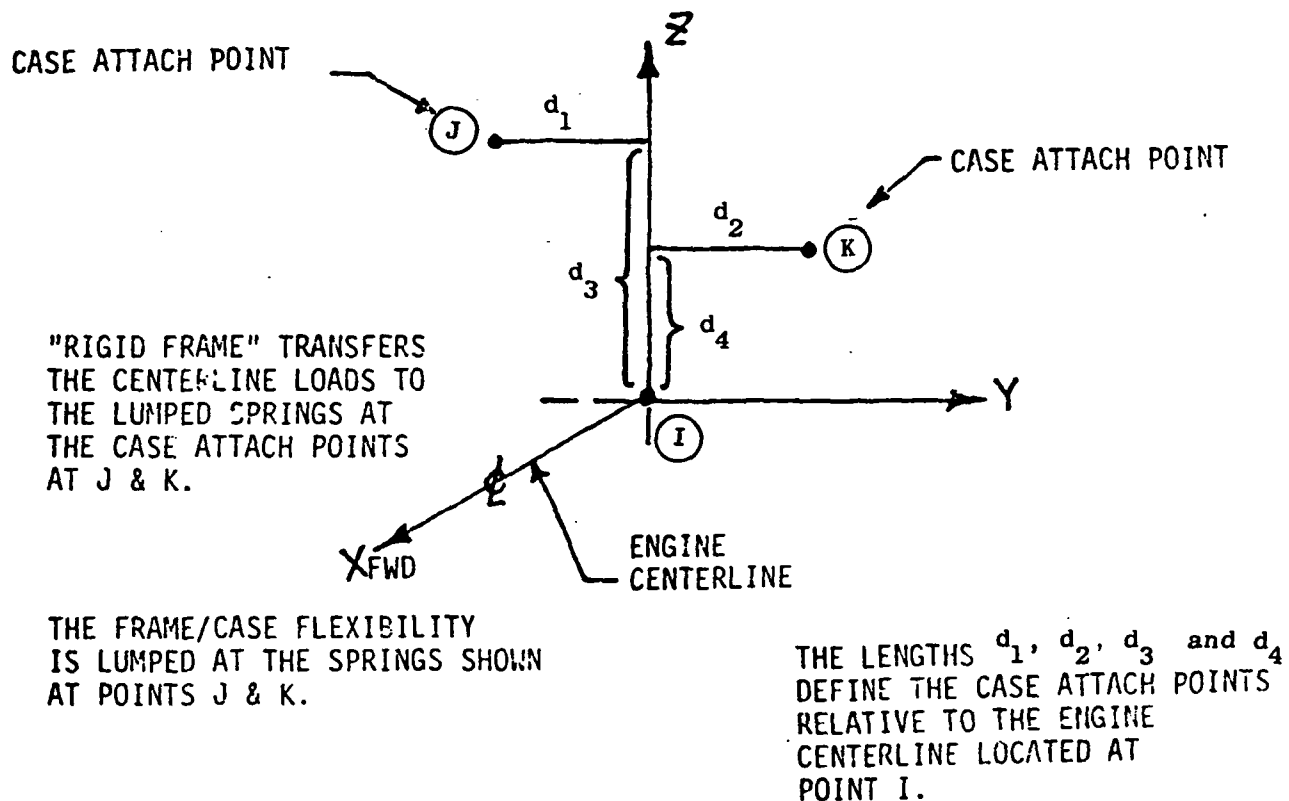 Z
CASE ATTACH POINT
J
d1
CASE ATTACH POINT
d2
K
d3
d4
"RIGID FRAME" TRANSFERS
THE CENTERLINE LOADS TO
THE LUMPED SPRINGS AT
THE CASE ATTACH POINTS
AT J & K.
Y
I
℄
XFWD
ENGINE
CENTERLINE
THE FRAME/CASE FLEXIBILITY
IS LUMPED AT THE SPRINGS SHOWN
AT POINTS J & K.
THE LENGTHS d1, d2, d3 and d4
DEFINE THE CASE ATTACH POINTS
RELATIVE TO THE ENGINE
CENTERLINE LOCATED AT
POINT I.